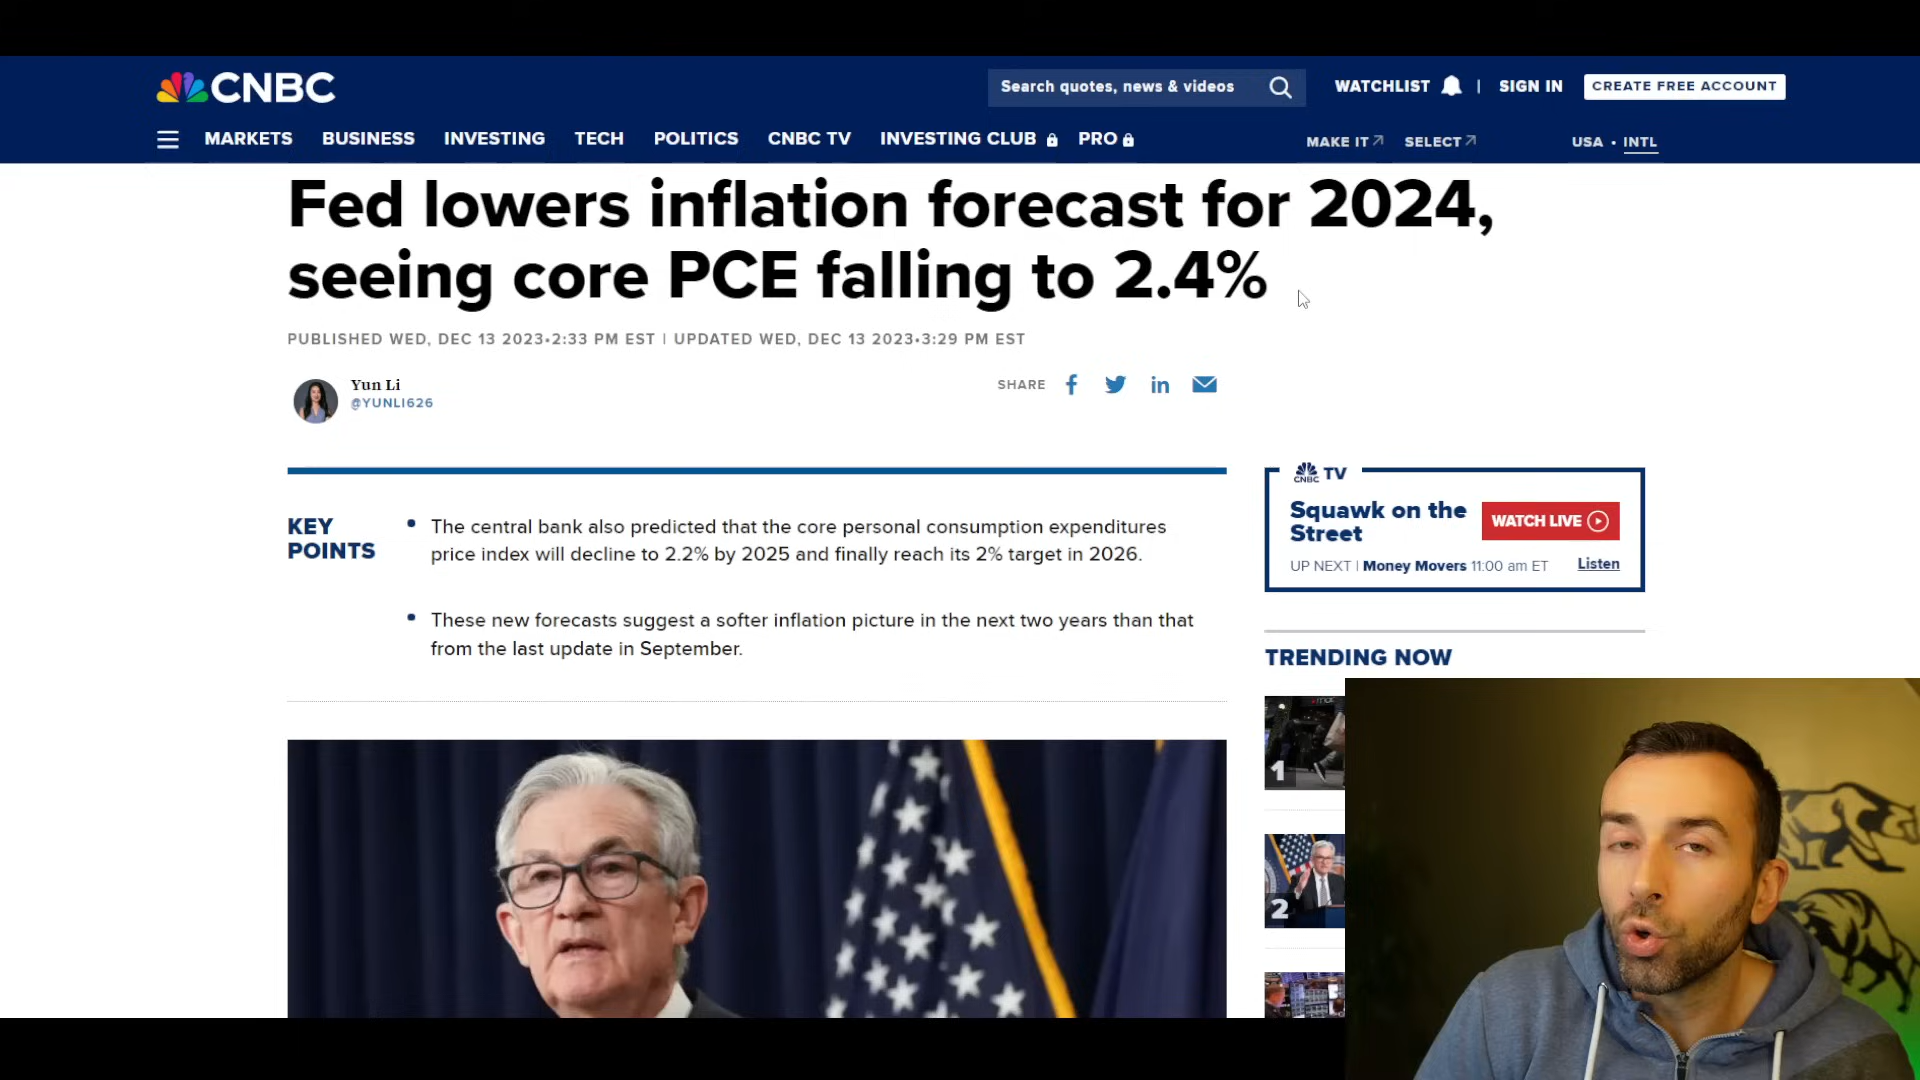 CNBC
Search quotes, news & videos
WATCHLIST
SIGN IN
CREATE FREE ACCOUNT
MARKETS
BUSINESS
INVESTING
TECH
POLITICS
CNBC TV
INVESTING CLUB
PRO
MAKE IT
SELECT
USA • INTL
Fed lowers inflation forecast for 2024,
seeing core PCE falling to 2.4%
PUBLISHED WED, DEC 13 2023•2:33 PM EST | UPDATED WED, DEC 13 2023•3:29 PM EST
Yun Li
@YUNLI626
SHARE
KEY
POINTS
• The central bank also predicted that the core personal consumption expenditures
price index will decline to 2.2% by 2025 and finally reach its 2% target in 2026.
• These new forecasts suggest a softer inflation picture in the next two years than that
from the last update in September.
CNBC TV
Squawk on the
Street
WATCH LIVE
UP NEXT | Money Movers 11:00 am ET
Listen
TRENDING NOW
1
2